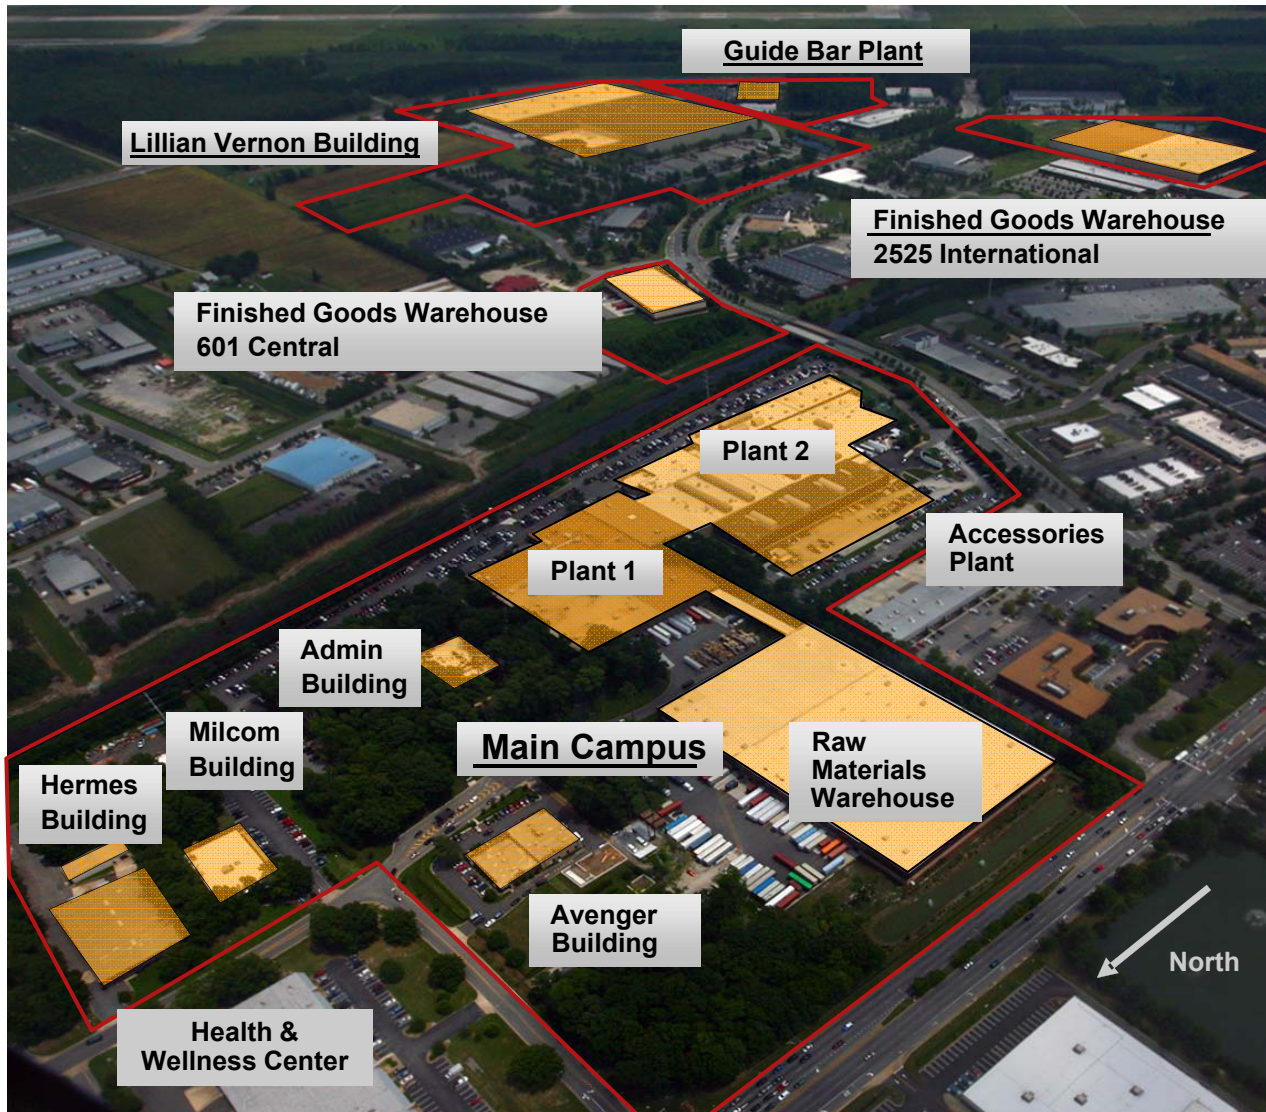 Guide Bar Plant
Lillian Vernon Building
Finished Goods Warehouse
2525 International
Finished Goods Warehouse
601 Central
Plant 2
Accessories
Plant
Plant 1
Admin
Building
Milcom
Building
Main Campus
Raw
Materials
Warehouse
Hermes
Building
Avenger
Building
North
Health &
Wellness Center